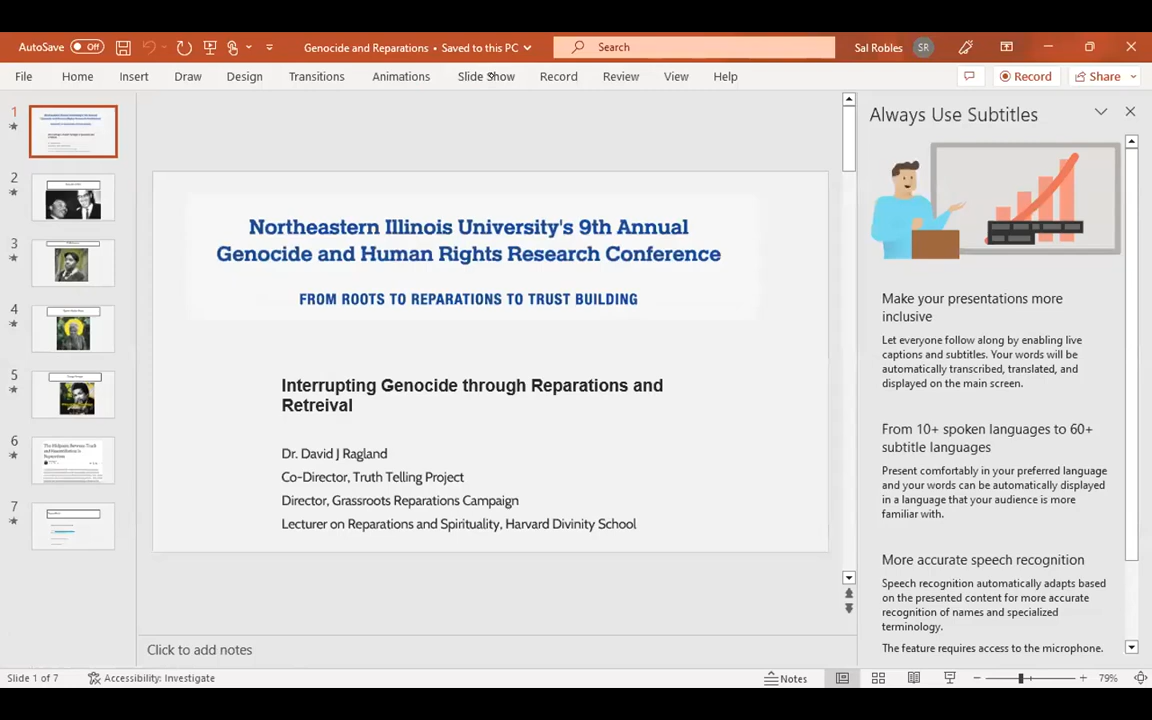 AutoSave Off
Genocide and Reparations • Saved to this PC
Search
Sal Robles SR
File Home Insert Draw Design Transitions Animations Slide Show Record Review View Help Record Share
1
2
3
4
5
6
7
Northeastern Illinois University's 9th Annual
Genocide and Human Rights Research Conference
FROM ROOTS TO REPARATIONS TO TRUST BUILDING
Interrupting Genocide through Reparations and
Retreival
Dr. David J Ragland
Co-Director, Truth Telling Project
Director, Grassroots Reparations Campaign
Lecturer on Reparations and Spirituality, Harvard Divinity School
Click to add notes
Always Use Subtitles
Make your presentations more
inclusive
Let everyone follow along by enabling live
captions and subtitles. Your words will be
automatically transcribed, translated, and
displayed on the main screen.
From 10+ spoken languages to 60+
subtitle languages
Present comfortably in your preferred language
and your words can be automatically displayed
in a language that your audience is more
familiar with.
More accurate speech recognition
Speech recognition automatically adapts based
on the presented content for more accurate
recognition of names and specialized
terminology.
The feature requires access to the microphone.
Slide 1 of 7 Accessibility: Investigate Notes 79%